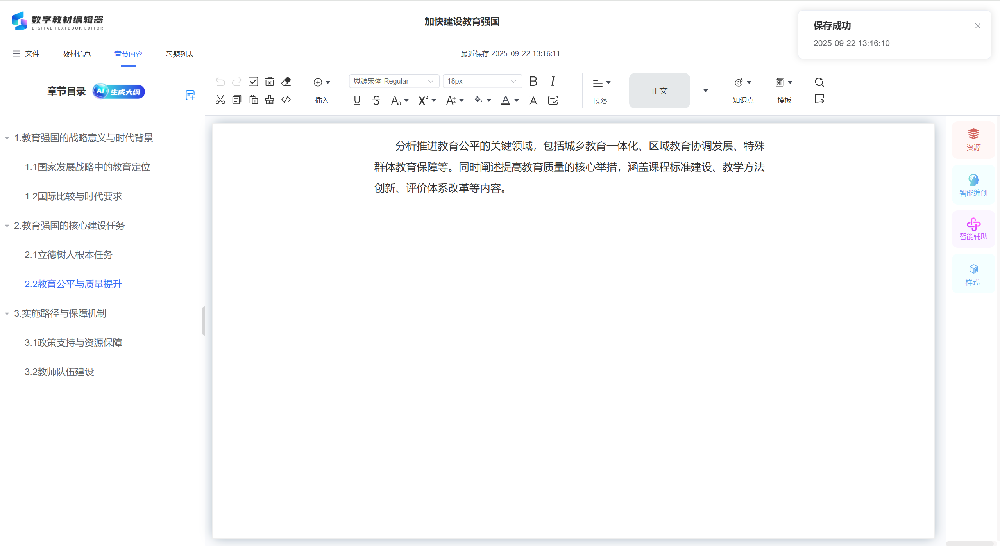 数字教材编辑器
DIGITAL TEXTBOOK EDITOR
加快建设教育强国
保存成功
2025-09-22 13:16:10
文件
教材信息
章节内容
习题列表
最近保存 2025-09-22 13:16:11
章节目录
AI 生成大纲
插入
思源宋体-Regular
18px
段落
正文
知识点
模板
1.教育强国的战略意义与时代背景
1.1国家发展战略中的教育定位
1.2国际比较与时代要求
2.教育强国的核心建设任务
2.1立德树人根本任务
2.2教育公平与质量提升
3.实施路径与保障机制
3.1政策支持与资源保障
3.2教师队伍建设
分析推进教育公平的关键领域，包括城乡教育一体化、区域教育协调发展、特殊
群体教育保障等。同时阐述提高教育质量的核心举措，涵盖课程标准建设、教学方法
创新、评价体系改革等内容。
资源
智能编创
智能辅助
样式